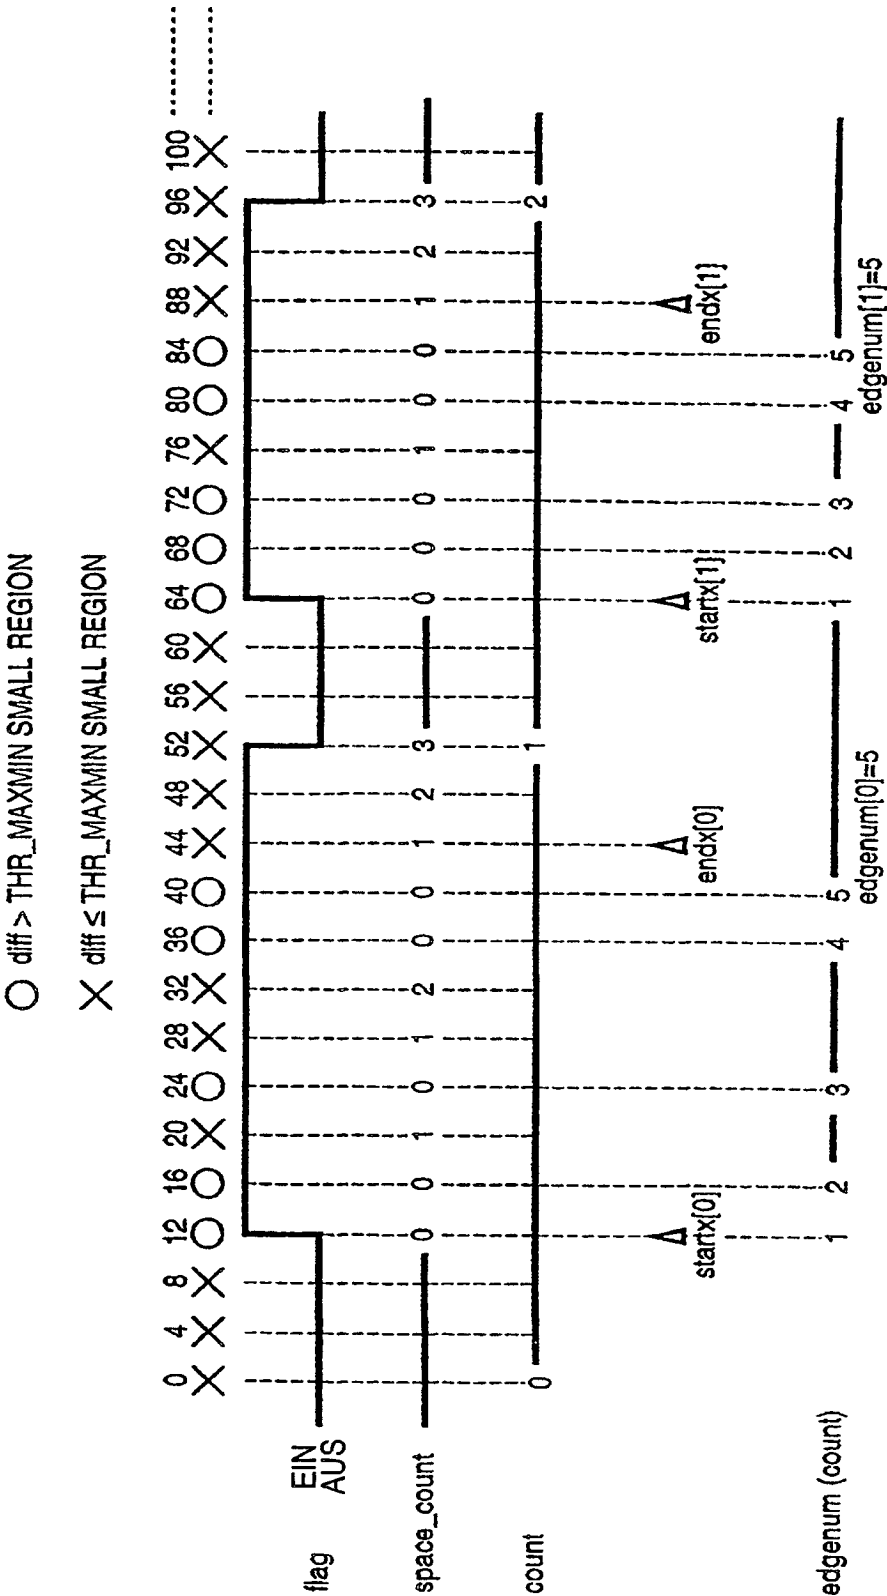 O diff > THR_MAXMIN SMALL REGION
X diff ≤ THR_MAXMIN SMALL REGION
0 4 8 12 16 20 24 28 32 36 40 44 48 52 56 60 64 68 72 76 80 84 88 92 96 100 ........
X X X O O X O X X O O X X X X X O O O X O O X X X X ........
flag EIN
AUS
space_count 0 0 1 0 1 2 0 0 1 2 3 0 0 0 1 0 0 1 2 3
count 0 1 2
startx[0] endx[0] startx[1] endx[1]
edgenum (count) 1 2 3 4 5 1 2 3 4 5
edgenum[0]=5 edgenum[1]=5